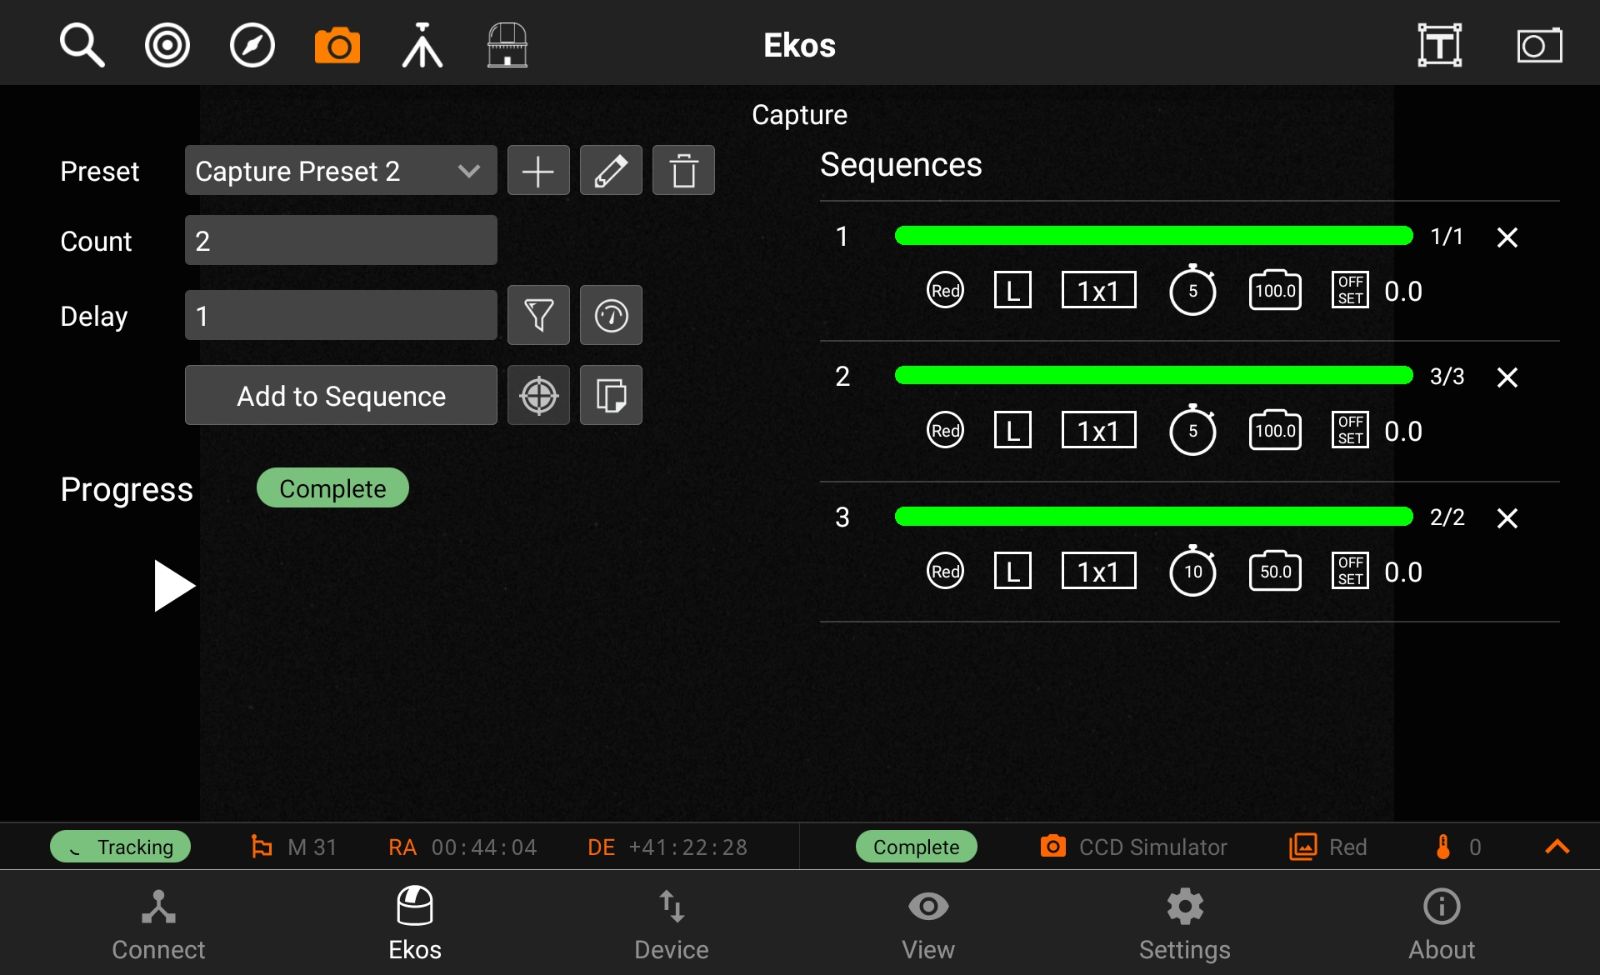 Ekos
T
Capture
Preset
Capture Preset 2
Count
2
Delay
1
Add to Sequence
Progress
Complete
Sequences
1
1/1
Red
L
1x1
5
100.0
OFF
SET
0.0
2
3/3
Red
L
1x1
5
100.0
OFF
SET
0.0
3
2/2
Red
L
1x1
10
50.0
OFF
SET
0.0
Tracking
M 31
RA 00:44:04
DE +41:22:28
Complete
CCD Simulator
Red
0
Connect
Ekos
Device
View
Settings
About